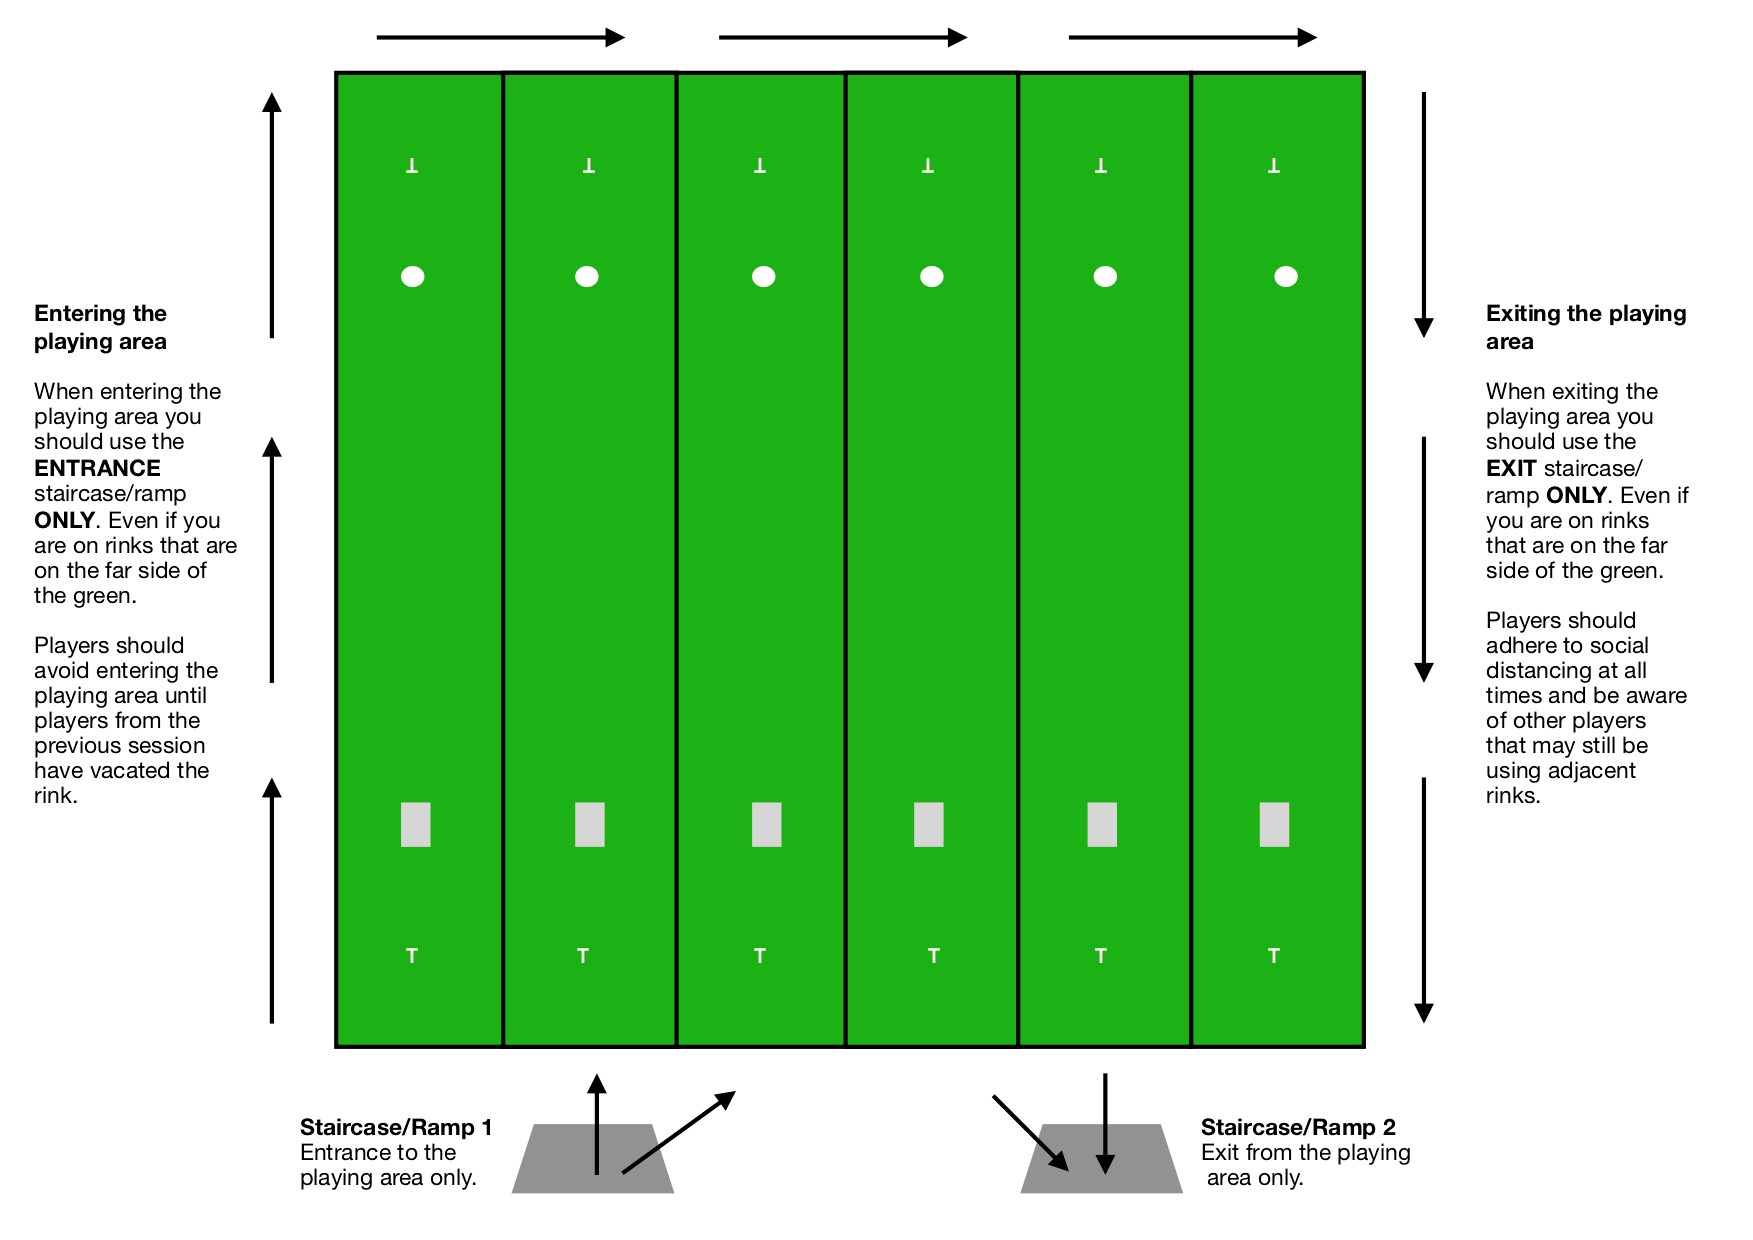 ⊥ ⊥ ⊥ ⊥ ⊥ ⊥
Entering the
playing area
When entering the
playing area you
should use the
ENTRANCE
staircase/ramp
ONLY. Even if you
are on rinks that are
on the far side of
the green.
Players should
avoid entering the
playing area until
players from the
previous session
have vacated the
rink.
Exiting the playing
area
When exiting the
playing area you
should use the
EXIT staircase/
ramp ONLY. Even if
you are on rinks
that are on the far
side of the green.
Players should
adhere to social
distancing at all
times and be aware
of other players
that may still be
using adjacent
rinks.
T T T T T T
Staircase/Ramp 1
Entrance to the
playing area only.
Staircase/Ramp 2
Exit from the playing
area only.